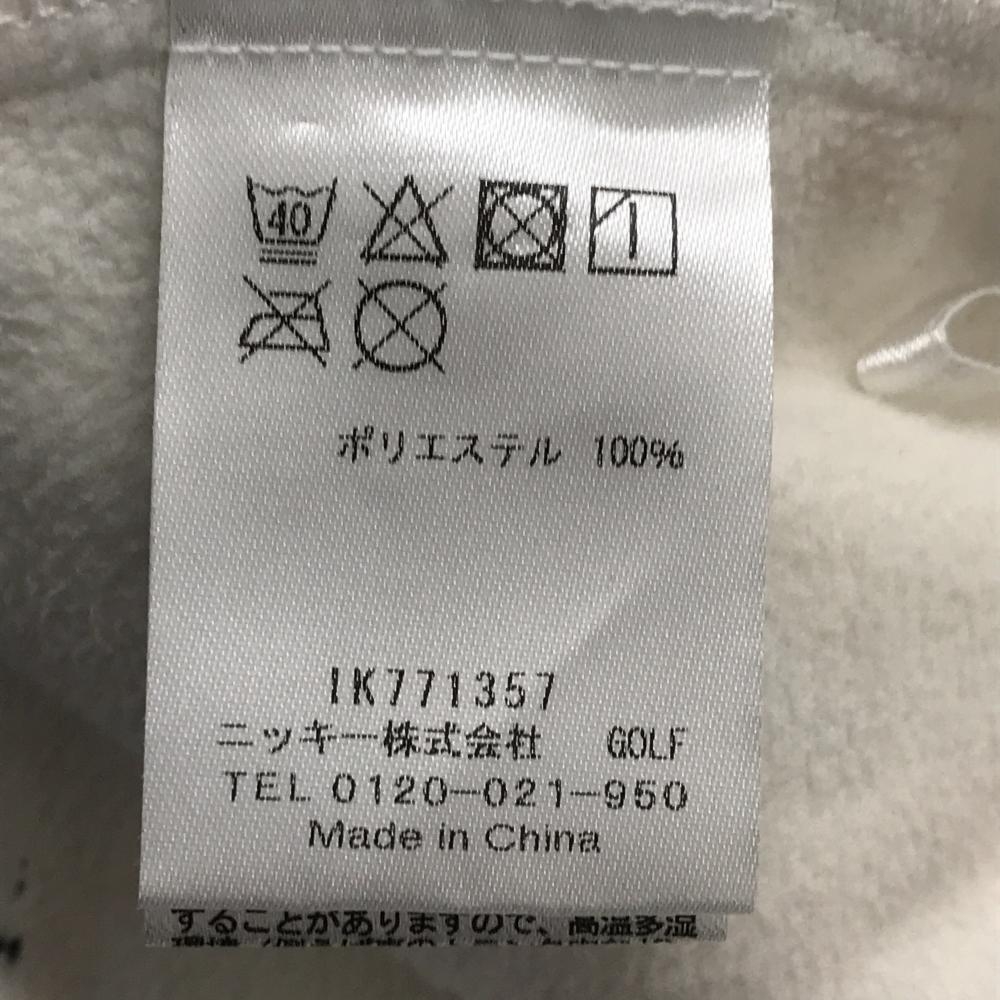 40
ポリエステル 100%
IK771357
ニッキー株式会社 GOLF
TEL 0120-021-950
Made in China
することがありますので、高温多湿